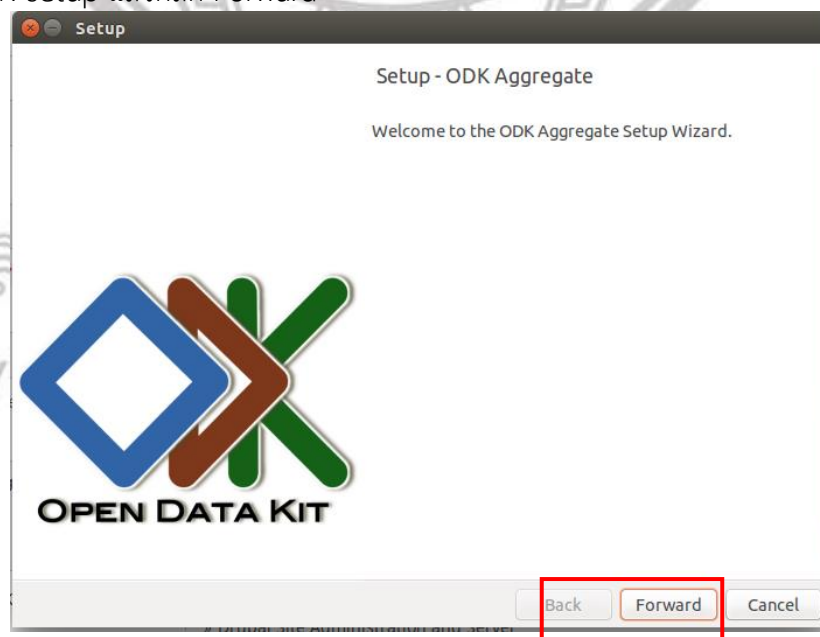 Setup
Setup - ODK Aggregate
Welcome to the ODK Aggregate Setup Wizard.
OPEN DATA KIT
Back Forward Cancel